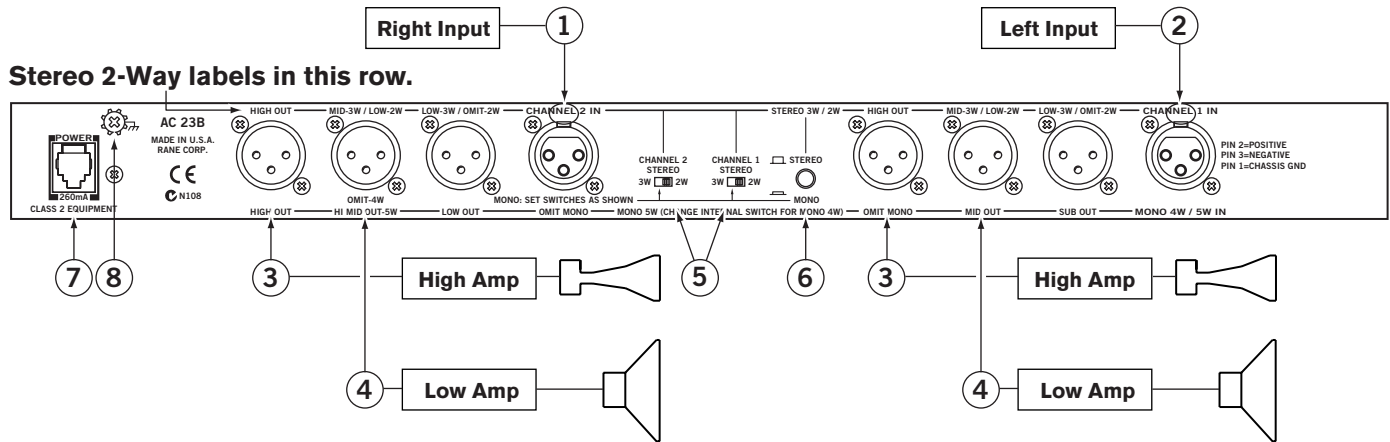 Right Input
1
Left Input
2
Stereo 2-Way labels in this row.
HIGH OUT
MID-3W / LOW-2W
LOW-3W / OMIT-2W
CHANNEL 2 IN
STEREO 3W / 2W
HIGH OUT
MID-3W / LOW-2W
LOW-3W / OMIT-2W
CHANNEL 1 IN
POWER
260mA
CLASS 2 EQUIPMENT
AC 23B
MADE IN U.S.A.
RANE CORP.
CE
N108
CHANNEL 2
STEREO
3W 2W
CHANNEL 1
STEREO
3W 2W
STEREO
MONO
PIN 2=POSITIVE
PIN 3=NEGATIVE
PIN 1=CHASSIS GND
OMIT-4W
MONO: SET SWITCHES AS SHOWN
HIGH OUT
HI MID OUT-5W
LOW OUT
OMIT MONO
MONO 5W (CHANGE INTERNAL SWITCH FOR MONO 4W)
OMIT MONO
MID OUT
SUB OUT
MONO 4W / 5W IN
7
8
3
High Amp
5
6
3
High Amp
4
Low Amp
4
Low Amp